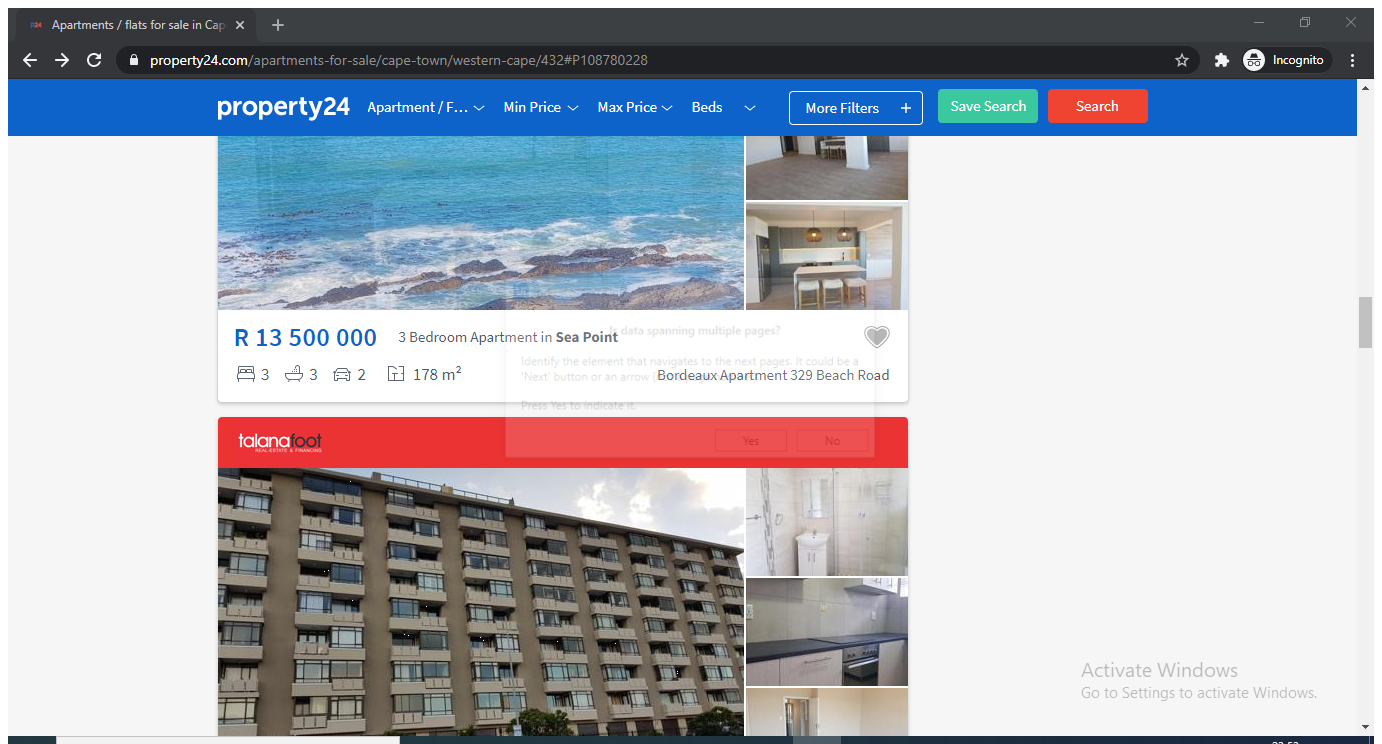 Apartments / flats for sale in Cap
property24.com/apartments-for-sale/cape-town/western-cape/432#P108780228
Incognito
property24 Apartment / F... Min Price Max Price Beds More Filters + Save Search Search
R 13 500 000 3 Bedroom Apartment in Sea Point
Is data spanning multiple pages?
Identify the element that navigates to the next pages. It could be a
3 3 2 178 m²
'Next' button or an arrow
Bordeaux Apartment 329 Beach Road
Press Yes to indicate it.
Yes No
talanafoot
REAL-ESTATE & FINANCING
Activate Windows
Go to Settings to activate Windows.